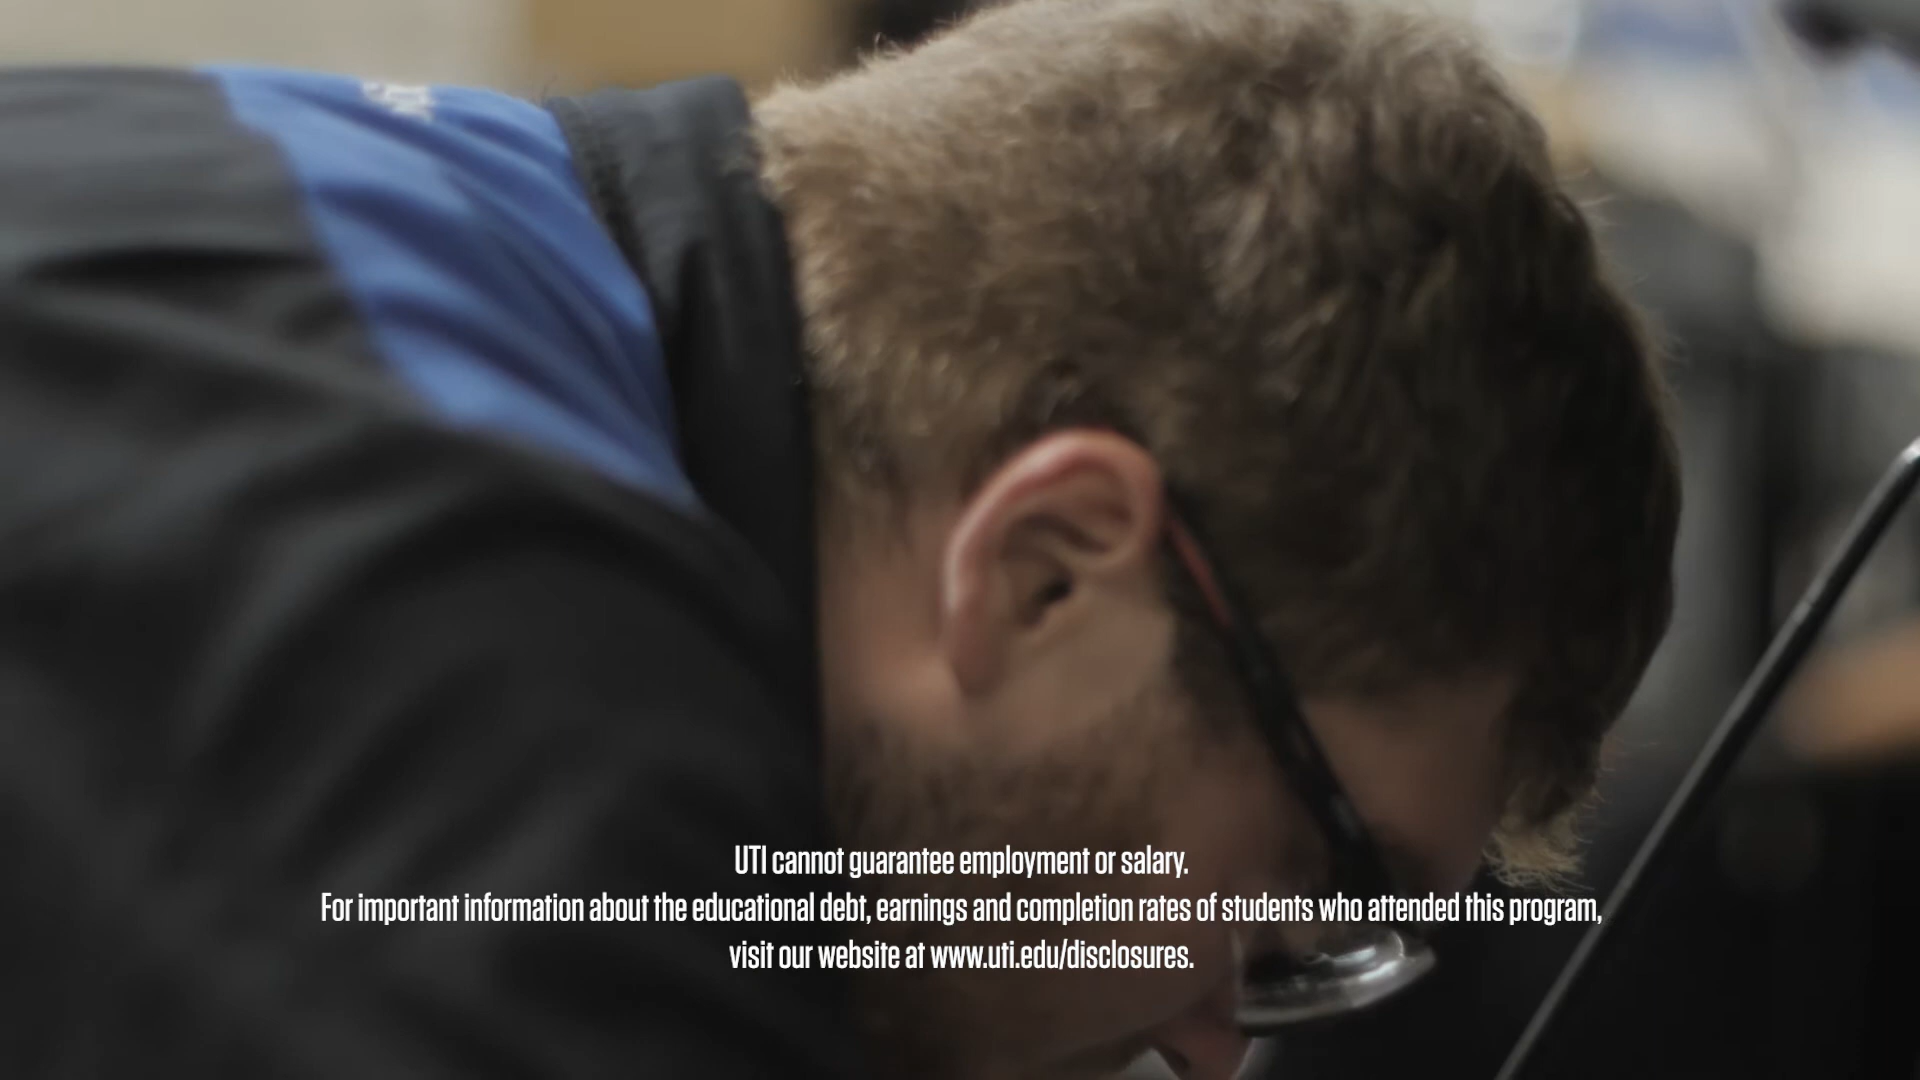 UTI cannot guarantee employment or salary.
For important information about the educational debt, earnings and completion rates of students who attended this program,
visit our website at www.uti.edu/disclosures.